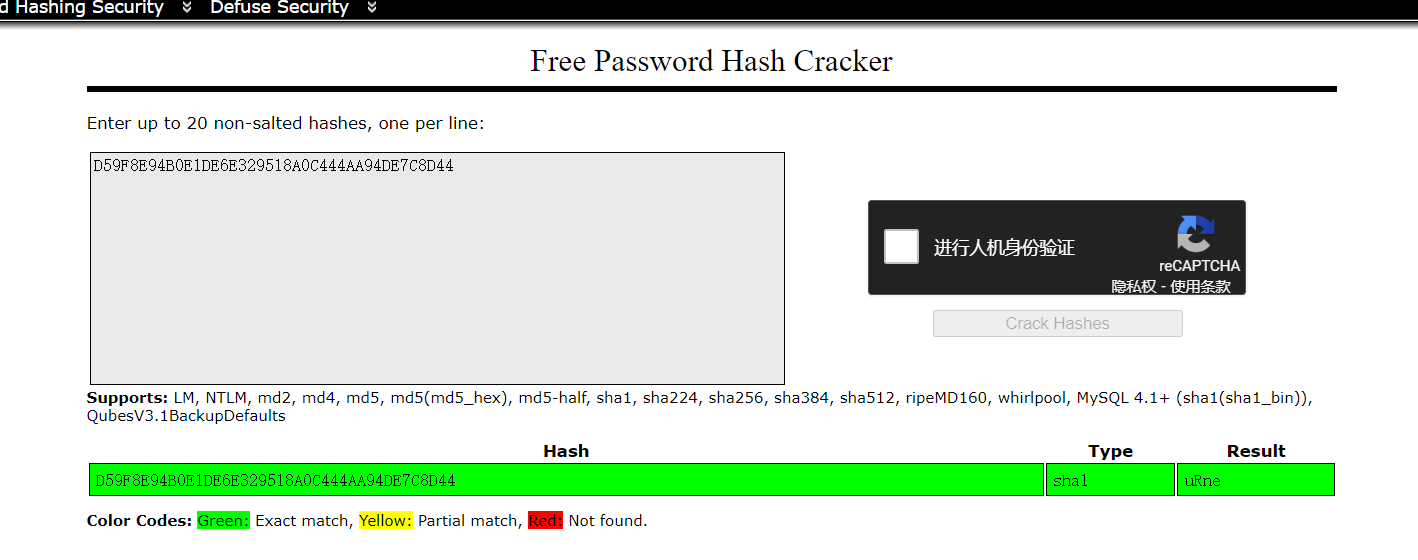 d Hashing Security Defuse Security
Free Password Hash Cracker
Enter up to 20 non-salted hashes, one per line:
D59F8E94B0E1DE6E329518A0C444AA94DE7C8D44
进行人机身份验证
reCAPTCHA
隐私权 - 使用条款
Crack Hashes
Supports: LM, NTLM, md2, md4, md5, md5(md5_hex), md5-half, sha1, sha224, sha256, sha384, sha512, ripeMD160, whirlpool, MySQL 4.1+ (sha1(sha1_bin)),
QubesV3.1BackupDefaults
Hash Type Result
D59F8E94B0E1DE6E329518A0C444AA94DE7C8D44 sha1 uRne
Color Codes: Green: Exact match, Yellow: Partial match, Red: Not found.